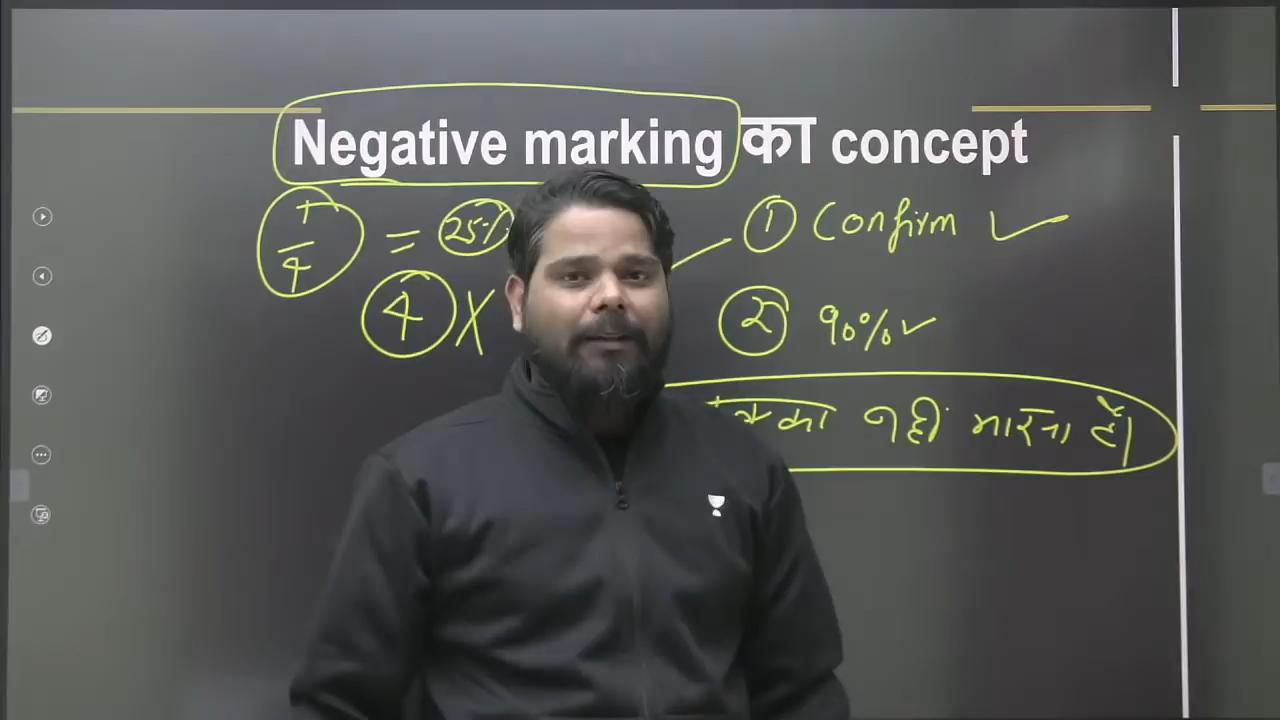 Negative marking का concept
1/4 = 25%
① Confirm ✓
④ X
② 90% ✓
नही मारना है।